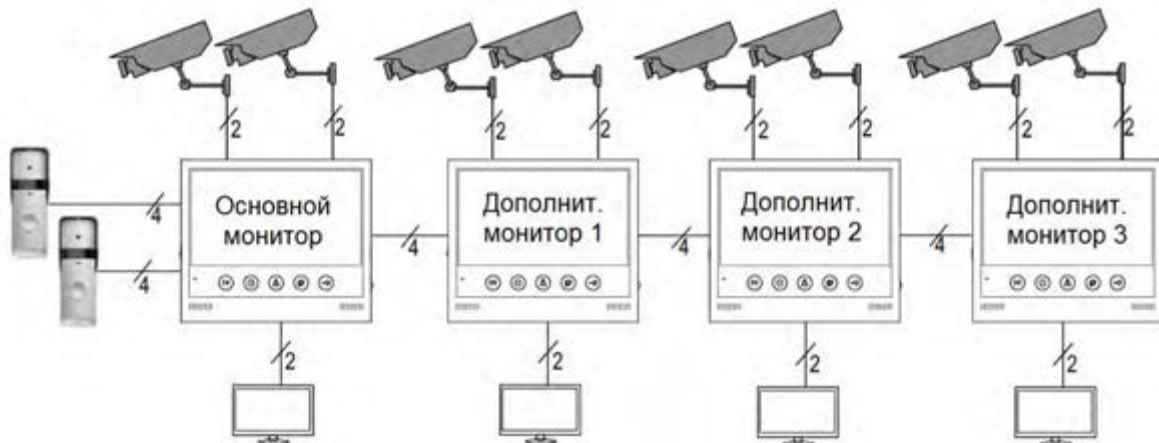 2 2 2 2 2 2 2 2
4 Основной монитор 4 Дополнит. монитор 1 4 Дополнит. монитор 2 4 Дополнит. монитор 3
4
2 2 2 2